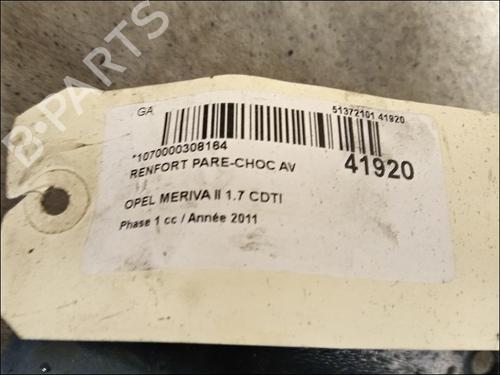 B-PARTS
GA
51372101 41920
*1070000308164
41920
RENFORT PARE-CHOC AV
OPEL MERIVA II 1.7 CDTI
Phase 1 cc / Année 2011